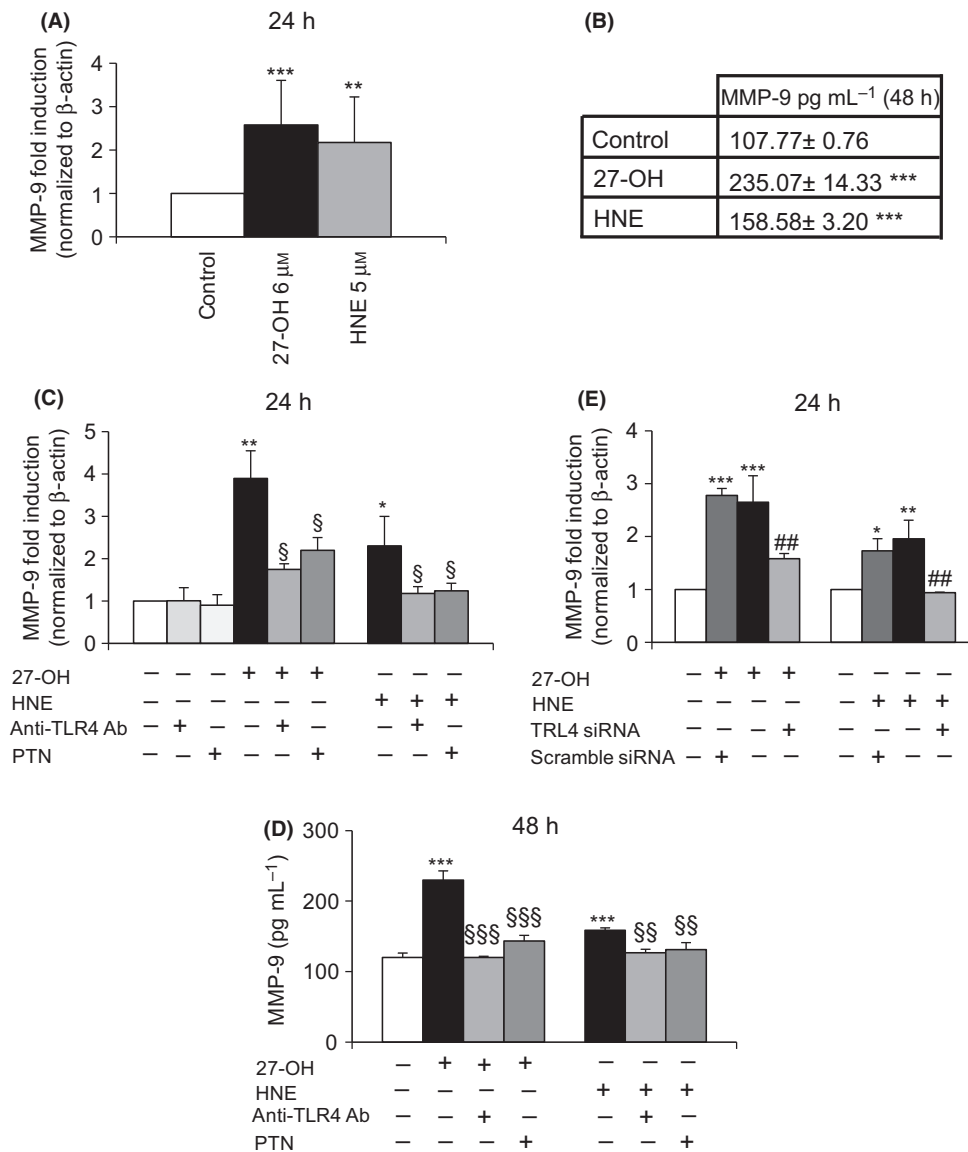 (A)
24 h
MMP-9 fold induction
(normalized to β-actin)
4
3
2
1
0
***
**
Control
27-OH 6 μM
HNE 5 μM
(B)
MMP-9 pg mL–1 (48 h)
Control 107.77± 0.76
27-OH 235.07± 14.33 ***
HNE 158.58± 3.20 ***
(C)
24 h
MMP-9 fold induction
(normalized to β-actin)
5
4
3
2
1
0
**
§
§
*
§
§
27-OH – – – + + +
HNE – – – – – – + + +
Anti-TLR4 Ab – + – – + – – + –
PTN – – + – – + – – +
(E)
24 h
MMP-9 fold induction
(normalized to β-actin)
4
3
2
1
0
***
***
##
*
**
##
27-OH – + + + – – – –
HNE – – – – – + + +
TRL4 siRNA – – – + – – – +
Scramble siRNA – + – – – + – –
(D)
48 h
MMP-9 (pg mL–1)
300
200
100
0
***
§§§
§§§
***
§§
§§
27-OH – + + + – – –
HNE – – – – + + +
Anti-TLR4 Ab – – + – – + –
PTN – – – + – – +